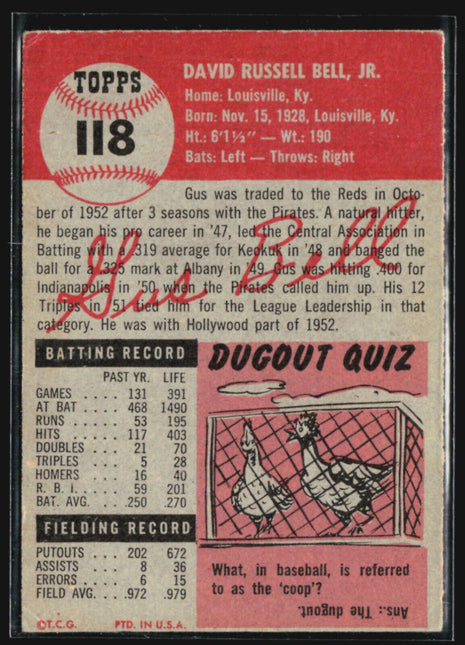 TOPPS
118
DAVID RUSSELL BELL, JR.
Home: Louisville, Ky.
Born: Nov. 15, 1928, Louisville, Ky.
Ht.: 6'1½" — Wt.: 190
Bats: Left — Throws: Right
Gus was traded to the Reds in Octo-
ber of 1952 after 3 seasons with the Pirates. A natural hitter,
he began his pro career in '47, led the Central Association in
Batting with a .319 average for Keokuk in '48 and banged the
ball for a .325 mark at Albany in '49. Gus was hitting .400 for
Indianapolis in '50 when the Pirates called him up. His 12
Triples in '51 tied him for the League Leadership in that
category. He was with Hollywood part of 1952.
Gus Bell
BATTING RECORD
PAST YR. LIFE
GAMES .... 131 391
AT BAT .... 468 1490
RUNS .... 53 195
HITS .... 117 403
DOUBLES .. 21 70
TRIPLES ... 5 28
HOMERS .. 16 40
R. B. I. .... 59 201
BAT. AVG. .. .250 .270
FIELDING RECORD
PUTOUTS .. 202 672
ASSISTS ... 8 36
ERRORS ... 6 15
FIELD AVG. .. .972 .979
©T.C.G. PTD. IN U.S.A.
DUGOUT QUIZ
What, in baseball, is referred
to as the 'coop'?
Ans.: The dugout.